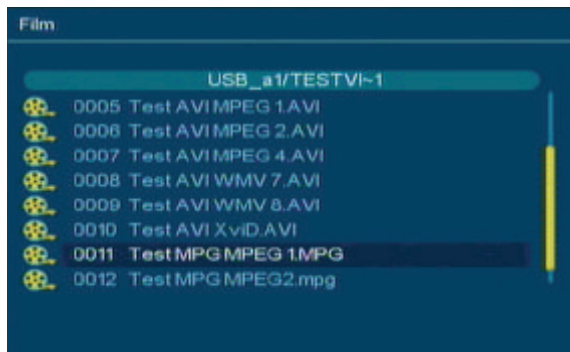 Film
USB_a1/TESTVI~1
0005 Test AVI MPEG 1.AVI
0006 Test AVI MPEG 2.AVI
0007 Test AVI MPEG 4.AVI
0008 Test AVI WMV 7.AVI
0009 Test AVI WMV 8.AVI
0010 Test AVI XviD.AVI
0011 Test MPG MPEG 1.MPG
0012 Test MPG MPEG2.mpg